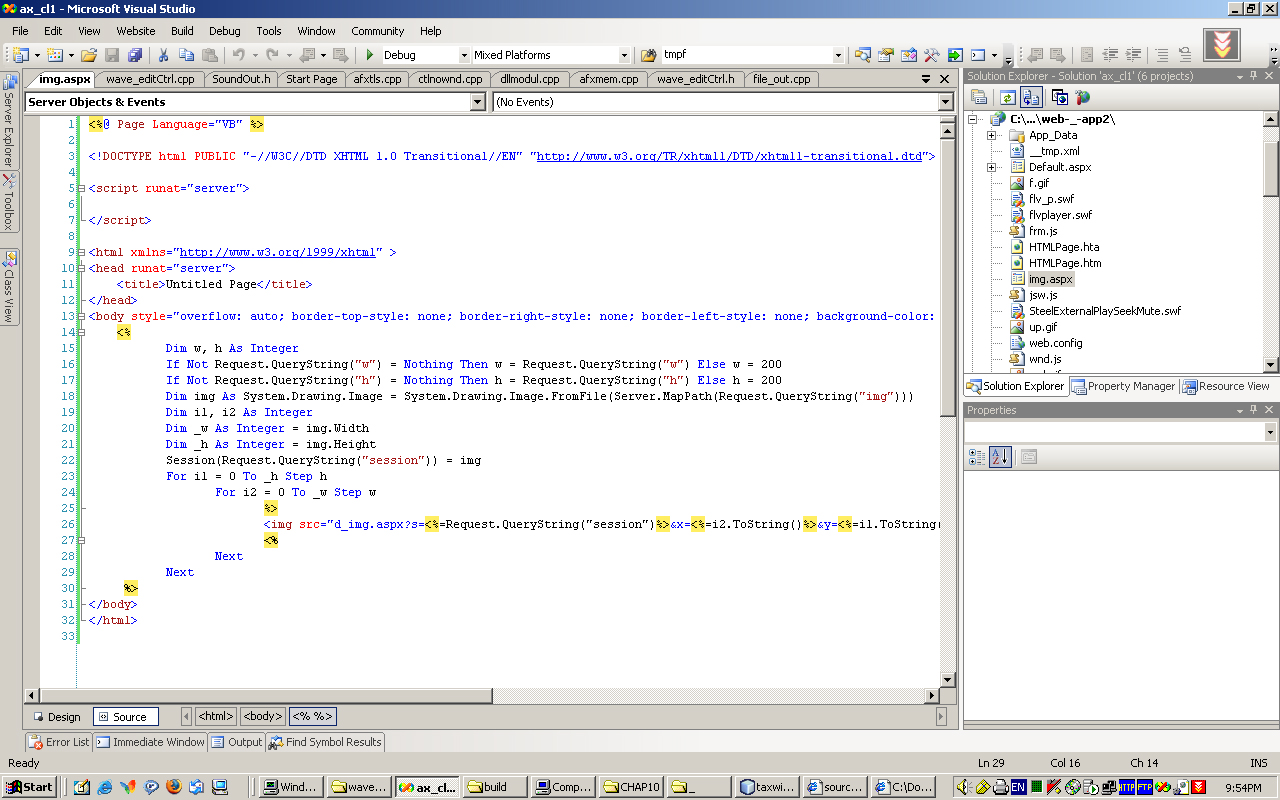 ax_cl1 - Microsoft Visual Studio
File Edit View Website Build Debug Tools Window Community Help
Debug Mixed Platforms tmpf
img.aspx wave_editCtrl.cpp SoundOut.h Start Page afxtls.cpp ctlnownd.cpp dllmodul.cpp afxmem.cpp wave_editCtrl.h file_out.cpp
Server Objects & Events (No Events)
1 <%@ Page Language="VB" %>
2
3 <!DOCTYPE html PUBLIC "-//W3C//DTD XHTML 1.0 Transitional//EN" "http://www.w3.org/TR/xhtml1/DTD/xhtml1-transitional.dtd">
4
5 <script runat="server">
6
7 </script>
8
9 <html xmlns="http://www.w3.org/1999/xhtml" >
10 <head runat="server">
11 <title>Untitled Page</title>
12 </head>
13 <body style="overflow: auto; border-top-style: none; border-right-style: none; border-left-style: none; background-color:
14 <%
15 Dim w, h As Integer
16 If Not Request.QueryString("w") = Nothing Then w = Request.QueryString("w") Else w = 200
17 If Not Request.QueryString("h") = Nothing Then h = Request.QueryString("h") Else h = 200
18 Dim img As System.Drawing.Image = System.Drawing.Image.FromFile(Server.MapPath(Request.QueryString("img")))
19 Dim i1, i2 As Integer
20 Dim _w As Integer = img.Width
21 Dim _h As Integer = img.Height
22 Session(Request.QueryString("session")) = img
23 For i1 = 0 To _h Step h
24 For i2 = 0 To _w Step w
25 %>
26 <img src="d_img.aspx?s=<%=Request.QueryString("session")%>&x=<%=i2.ToString()%>&y=<%=i1.ToString(
27 <%
28 Next
29 Next
30 %>
31 </body>
32 </html>
33
Design Source <html> <body> <% %>
Error List Immediate Window Output Find Symbol Results
Server Explorer
Toolbox
Class View
Solution Explorer - Solution 'ax_cl1' (6 projects)
C:\...\web-_-app2\
App_Data
__tmp.xml
Default.aspx
f.gif
flv_p.swf
flvplayer.swf
frm.js
HTMLPage.hta
HTMLPage.htm
img.aspx
jsw.js
SteelExternalPlaySeekMute.swf
up.gif
web.config
wnd.js
Solution Explorer Property Manager Resource View
Properties
Ready Ln 29 Col 16 Ch 14 INS
Start Wind... wave... ax_cl... build Comp... CHAP10 _ taxwi... sourc... C:\Do... EN HTTP FTP 9:54PM